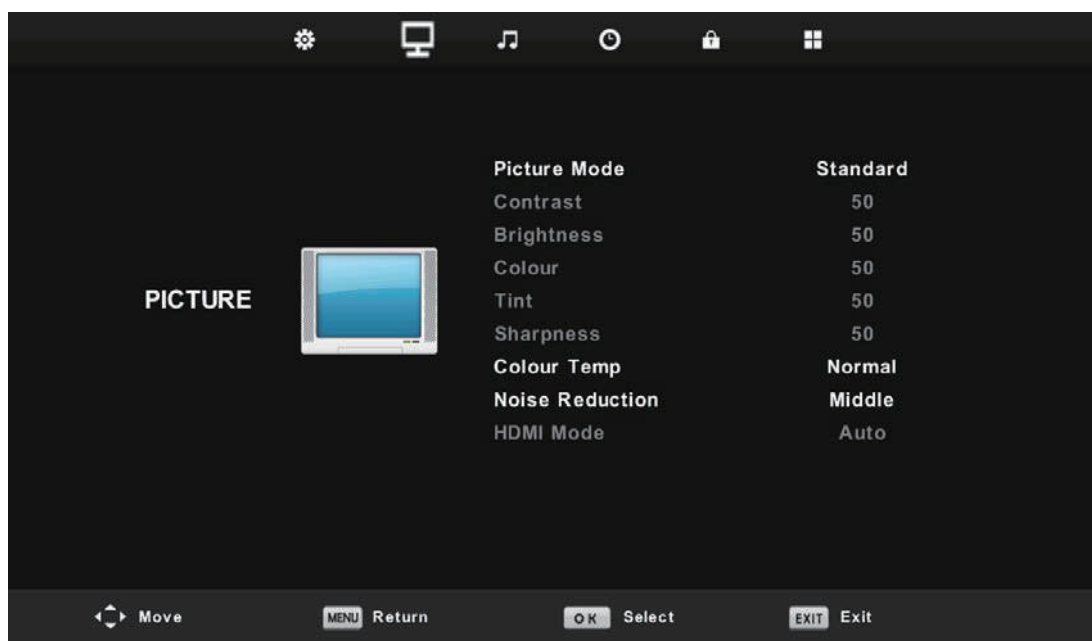 Picture Mode Standard
Contrast 50
Brightness 50
Colour 50
PICTURE
Tint 50
Sharpness 50
Colour Temp Normal
Noise Reduction Middle
HDMI Mode Auto
Move MENU Return OK Select EXIT Exit